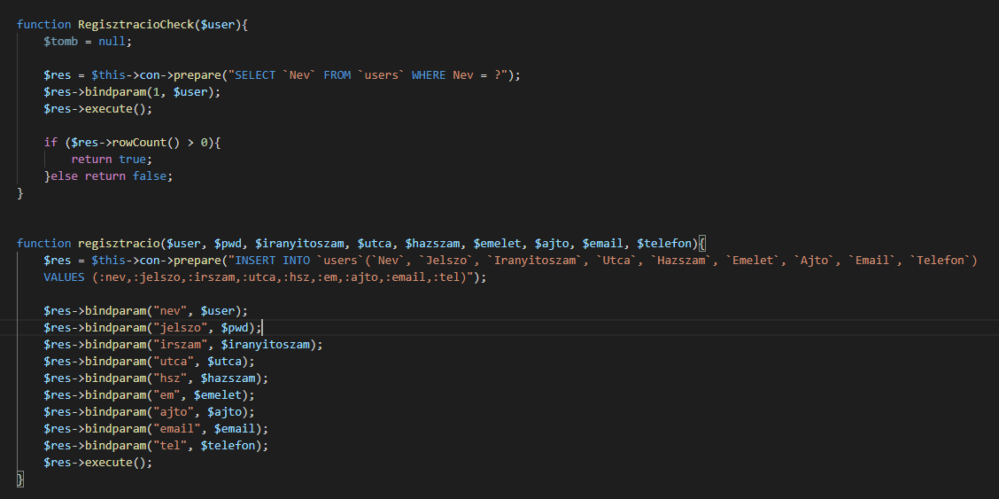 function RegisztracioCheck($user){
$tomb = null;
$res = $this->con->prepare("SELECT `Nev` FROM `users` WHERE Nev = ?");
$res->bindparam(1, $user);
$res->execute();
if ($res->rowCount() > 0){
return true;
}else return false;
}
function regisztracio($user, $pwd, $iranyitoszam, $utca, $hazszam, $emelet, $ajto, $email, $telefon){
$res = $this->con->prepare("INSERT INTO `users`(`Nev`, `Jelszo`, `Iranyitoszam`, `Utca`, `Hazszam`, `Emelet`, `Ajto`, `Email`, `Telefon`)
VALUES (:nev,:jelszo,:irszam,:utca,:hsz,:em,:ajto,:email,:tel)");
$res->bindparam("nev", $user);
$res->bindparam("jelszo", $pwd);
$res->bindparam("irszam", $iranyitoszam);
$res->bindparam("utca", $utca);
$res->bindparam("hsz", $hazszam);
$res->bindparam("em", $emelet);
$res->bindparam("ajto", $ajto);
$res->bindparam("email", $email);
$res->bindparam("tel", $telefon);
$res->execute();
}